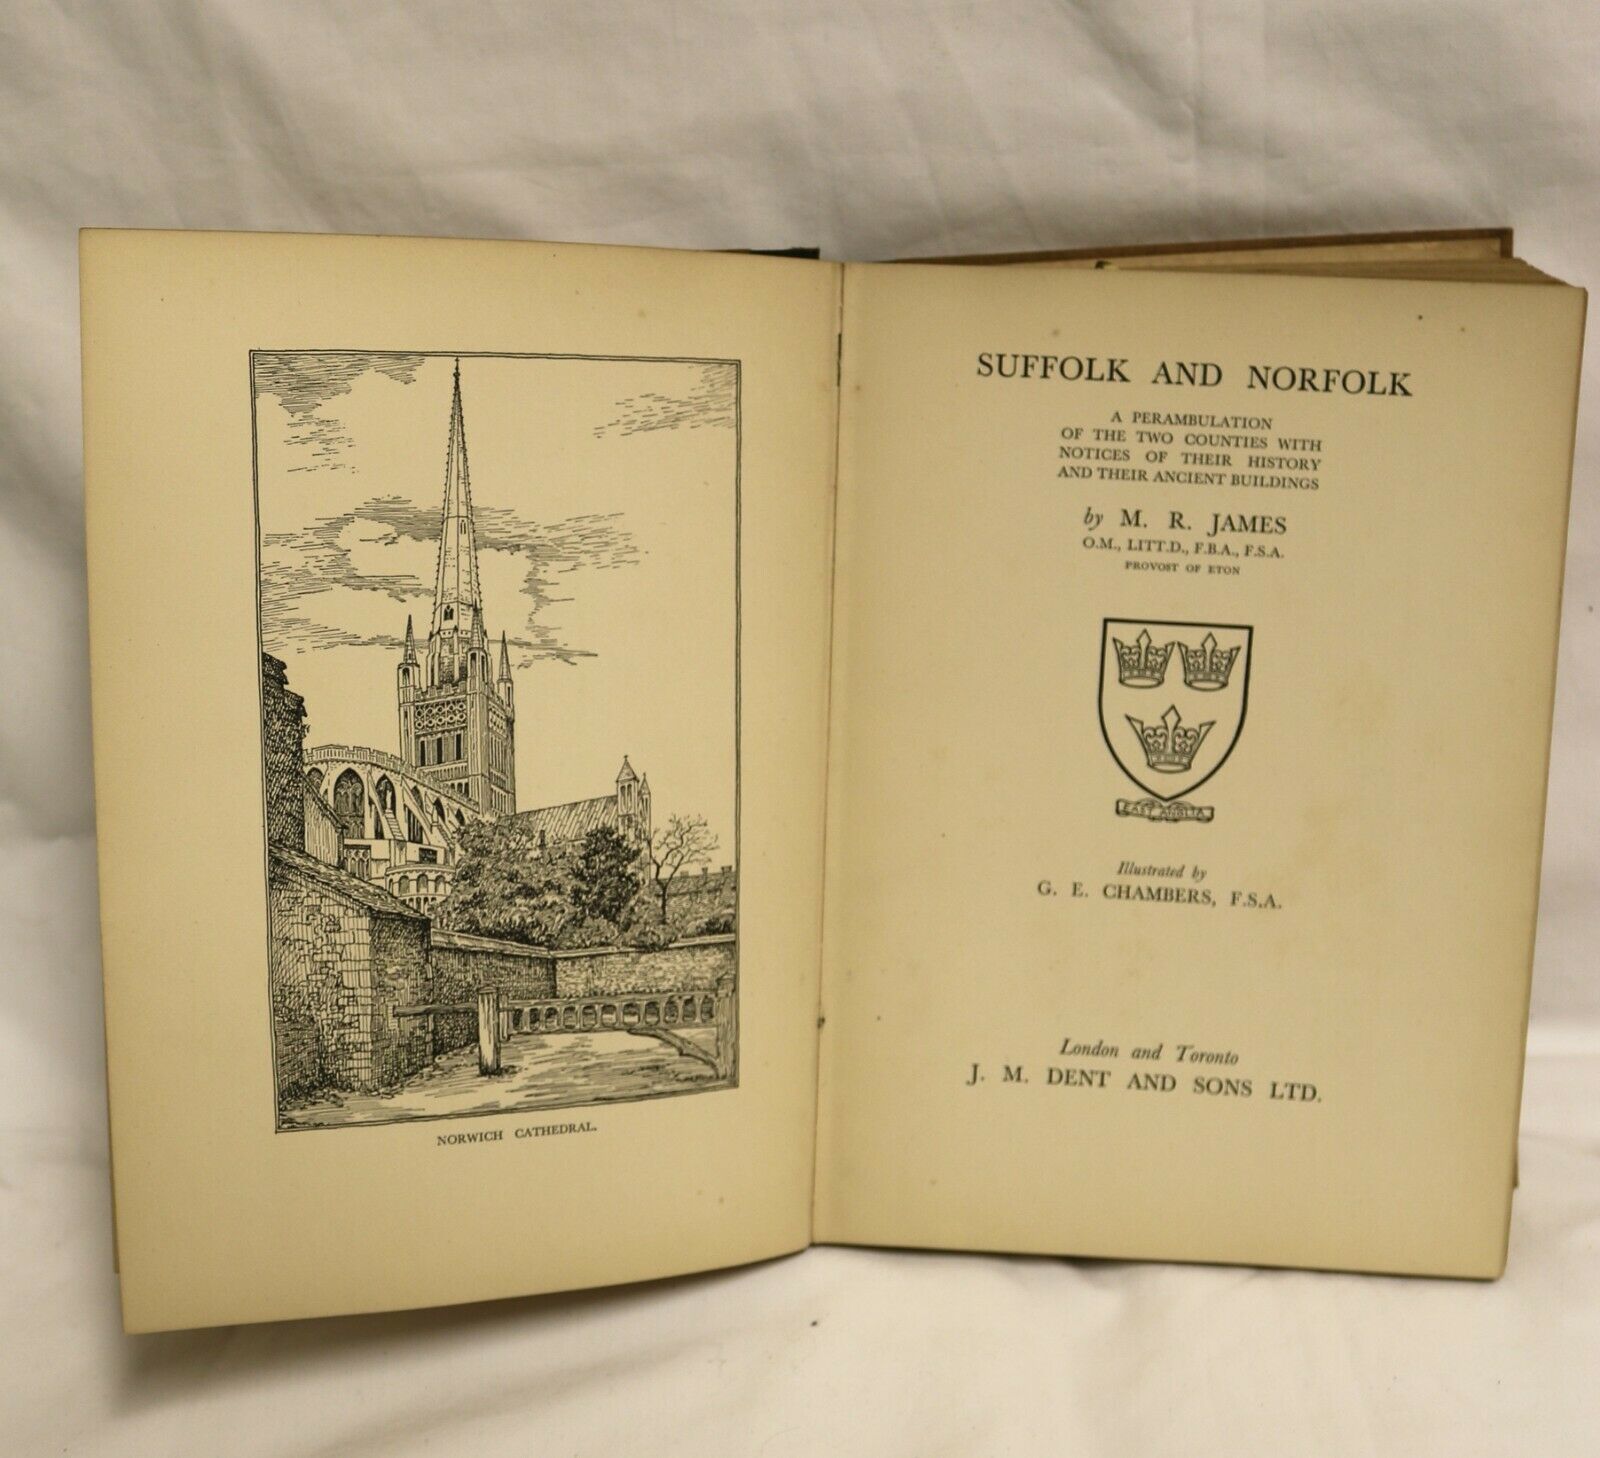 NORWICH CATHEDRAL.
SUFFOLK AND NORFOLK
A PERAMBULATION
OF THE TWO COUNTIES WITH
NOTICES OF THEIR HISTORY
AND THEIR ANCIENT BUILDINGS
by M. R. JAMES
O.M., LITT.D., F.B.A., F.S.A.
PROVOST OF ETON
EAST ANGLIA
Illustrated by
G. E. CHAMBERS, F.S.A.
London and Toronto
J. M. DENT AND SONS LTD.